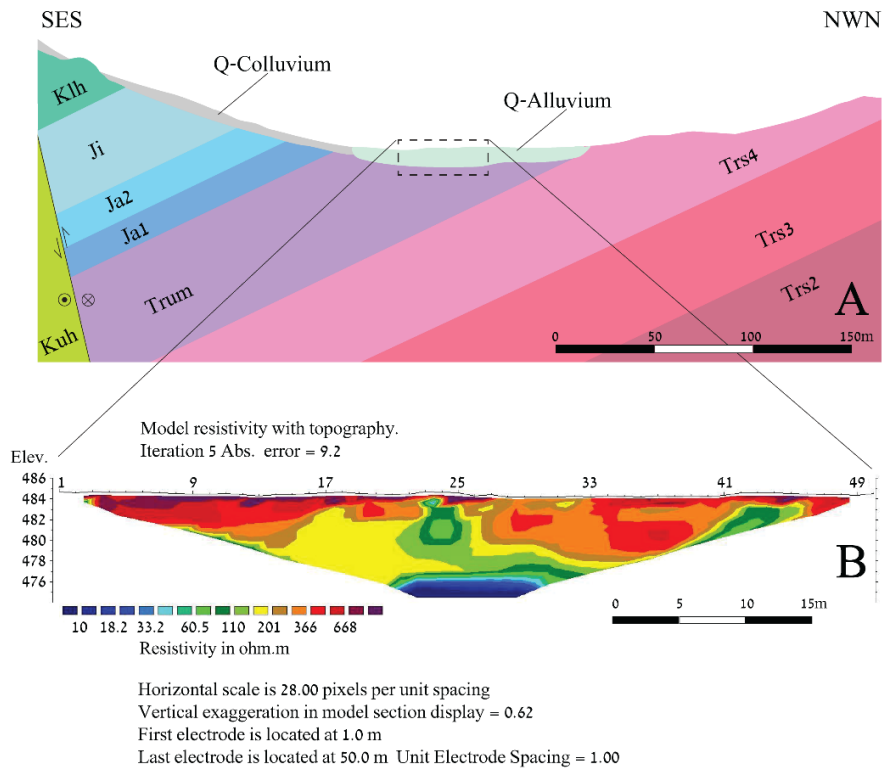 SES
NWN
Q-Colluvium
Q-Alluvium
Klh
Ji
Ja2
Ja1
Trum
Kuh
Trs4
Trs3
Trs2
A
0 50 100 150m
Model resistivity with topography.
Iteration 5 Abs. error = 9.2
Elev.
486
484
482
480
478
476
1 9 17 25 33 41 49
B
10 18.2 33.2 60.5 110 201 366 668
Resistivity in ohm.m
0 5 10 15m
Horizontal scale is 28.00 pixels per unit spacing
Vertical exaggeration in model section display = 0.62
First electrode is located at 1.0 m
Last electrode is located at 50.0 m Unit Electrode Spacing = 1.00